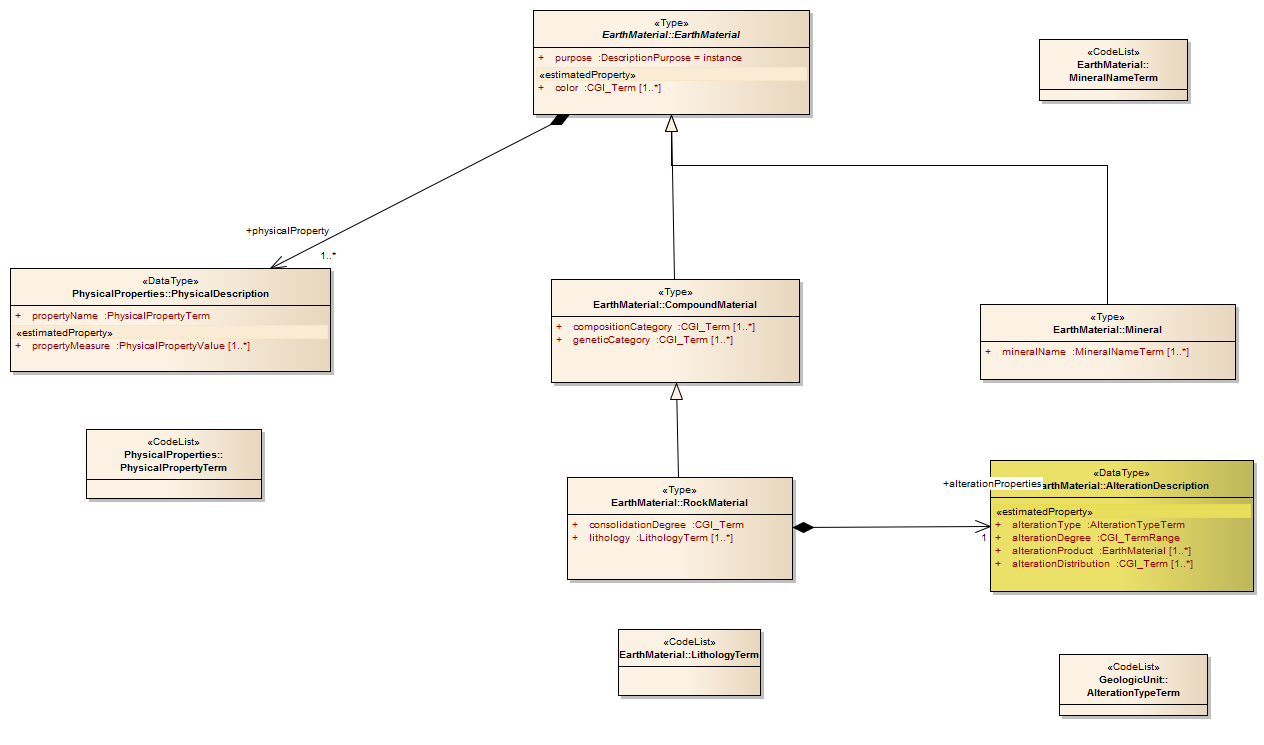 «Type»
EarthMaterial::EarthMaterial
+ purpose :DescriptionPurpose = instance
«estimatedProperty»
+ color :CGI_Term [1..*]
«CodeList»
EarthMaterial::
MineralNameTerm
+physicalProperty
1..*
«DataType»
PhysicalProperties::PhysicalDescription
+ propertyName :PhysicalPropertyTerm
«estimatedProperty»
+ propertyMeasure :PhysicalPropertyValue [1..*]
«Type»
EarthMaterial::CompoundMaterial
+ compositionCategory :CGI_Term [1..*]
+ geneticCategory :CGI_Term [1..*]
«Type»
EarthMaterial::Mineral
+ mineralName :MineralNameTerm [1..*]
«CodeList»
PhysicalProperties::
PhysicalPropertyTerm
«Type»
EarthMaterial::RockMaterial
+ consolidationDegree :CGI_Term
+ lithology :LithologyTerm [1..*]
+alterationProperties
1
«DataType»
arthMaterial::AlterationDescription
«estimatedProperty»
+ alterationType :AlterationTypeTerm
+ alterationDegree :CGI_TermRange
+ alterationProduct :EarthMaterial [1..*]
+ alterationDistribution :CGI_Term [1..*]
«CodeList»
EarthMaterial::LithologyTerm
«CodeList»
GeologicUnit::
AlterationTypeTerm